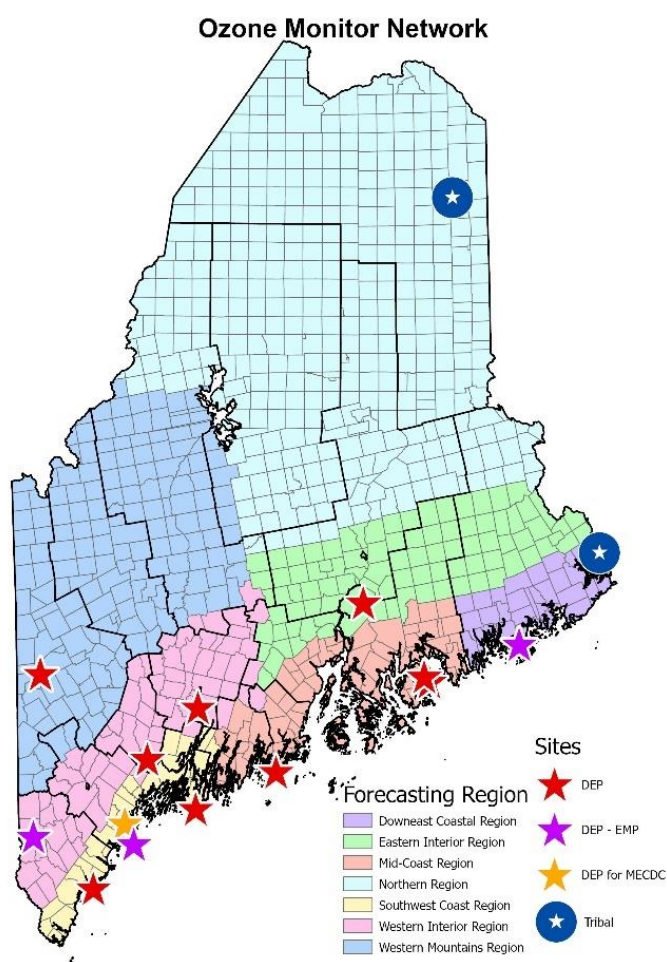 Ozone Monitor Network
Sites
DEP
DEP - EMP
DEP for MECDC
Tribal
Forecasting Region
Downeast Coastal Region
Eastern Interior Region
Mid-Coast Region
Northern Region
Southwest Coast Region
Western Interior Region
Western Mountains Region